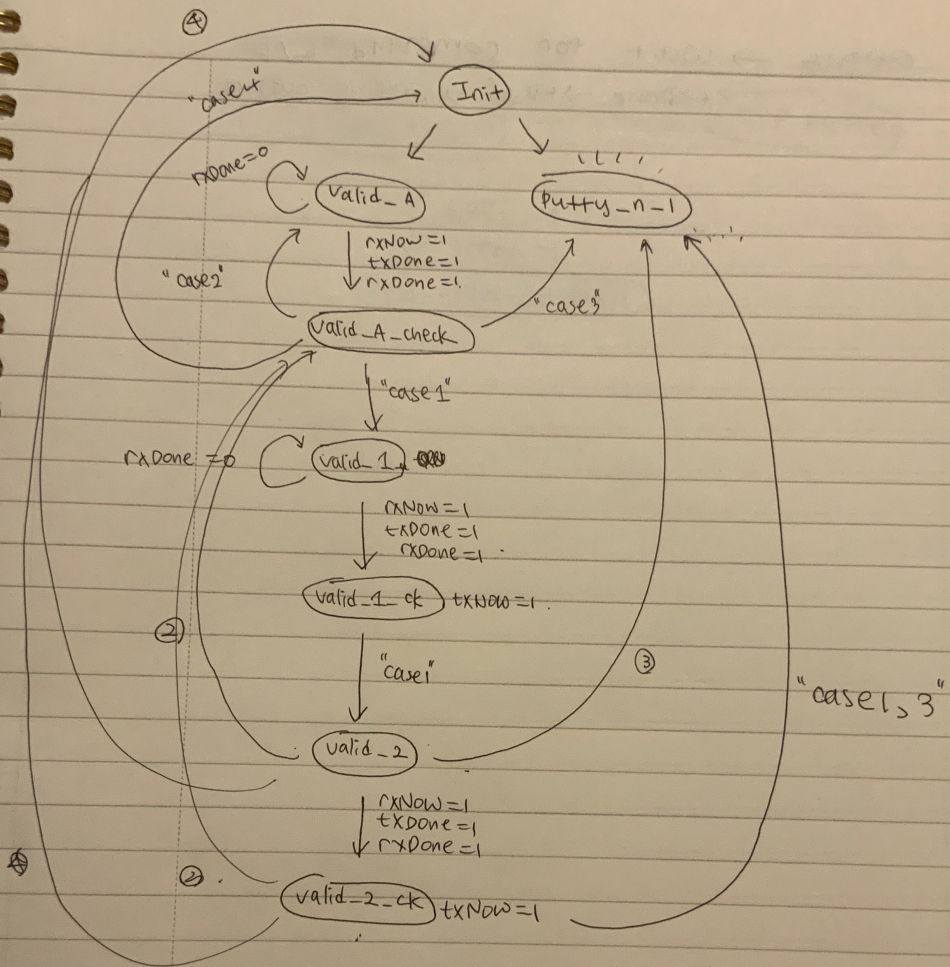 ④
Init
"case4"
rxDone=0
valid_A
putty_n_1
rxNow=1
txDone=1
rxDone=1.
"case2"
"case3"
valid_A_check
"case1"
rxDone=0
valid_1
rxNow=1
txDone=1
rxDone=1.
valid_1_ck txNow=1.
②
"case1"
③
"case1,3"
valid_2
rxNow=1
txDone=1
rxDone=1
②
valid_2_ck txNow=1